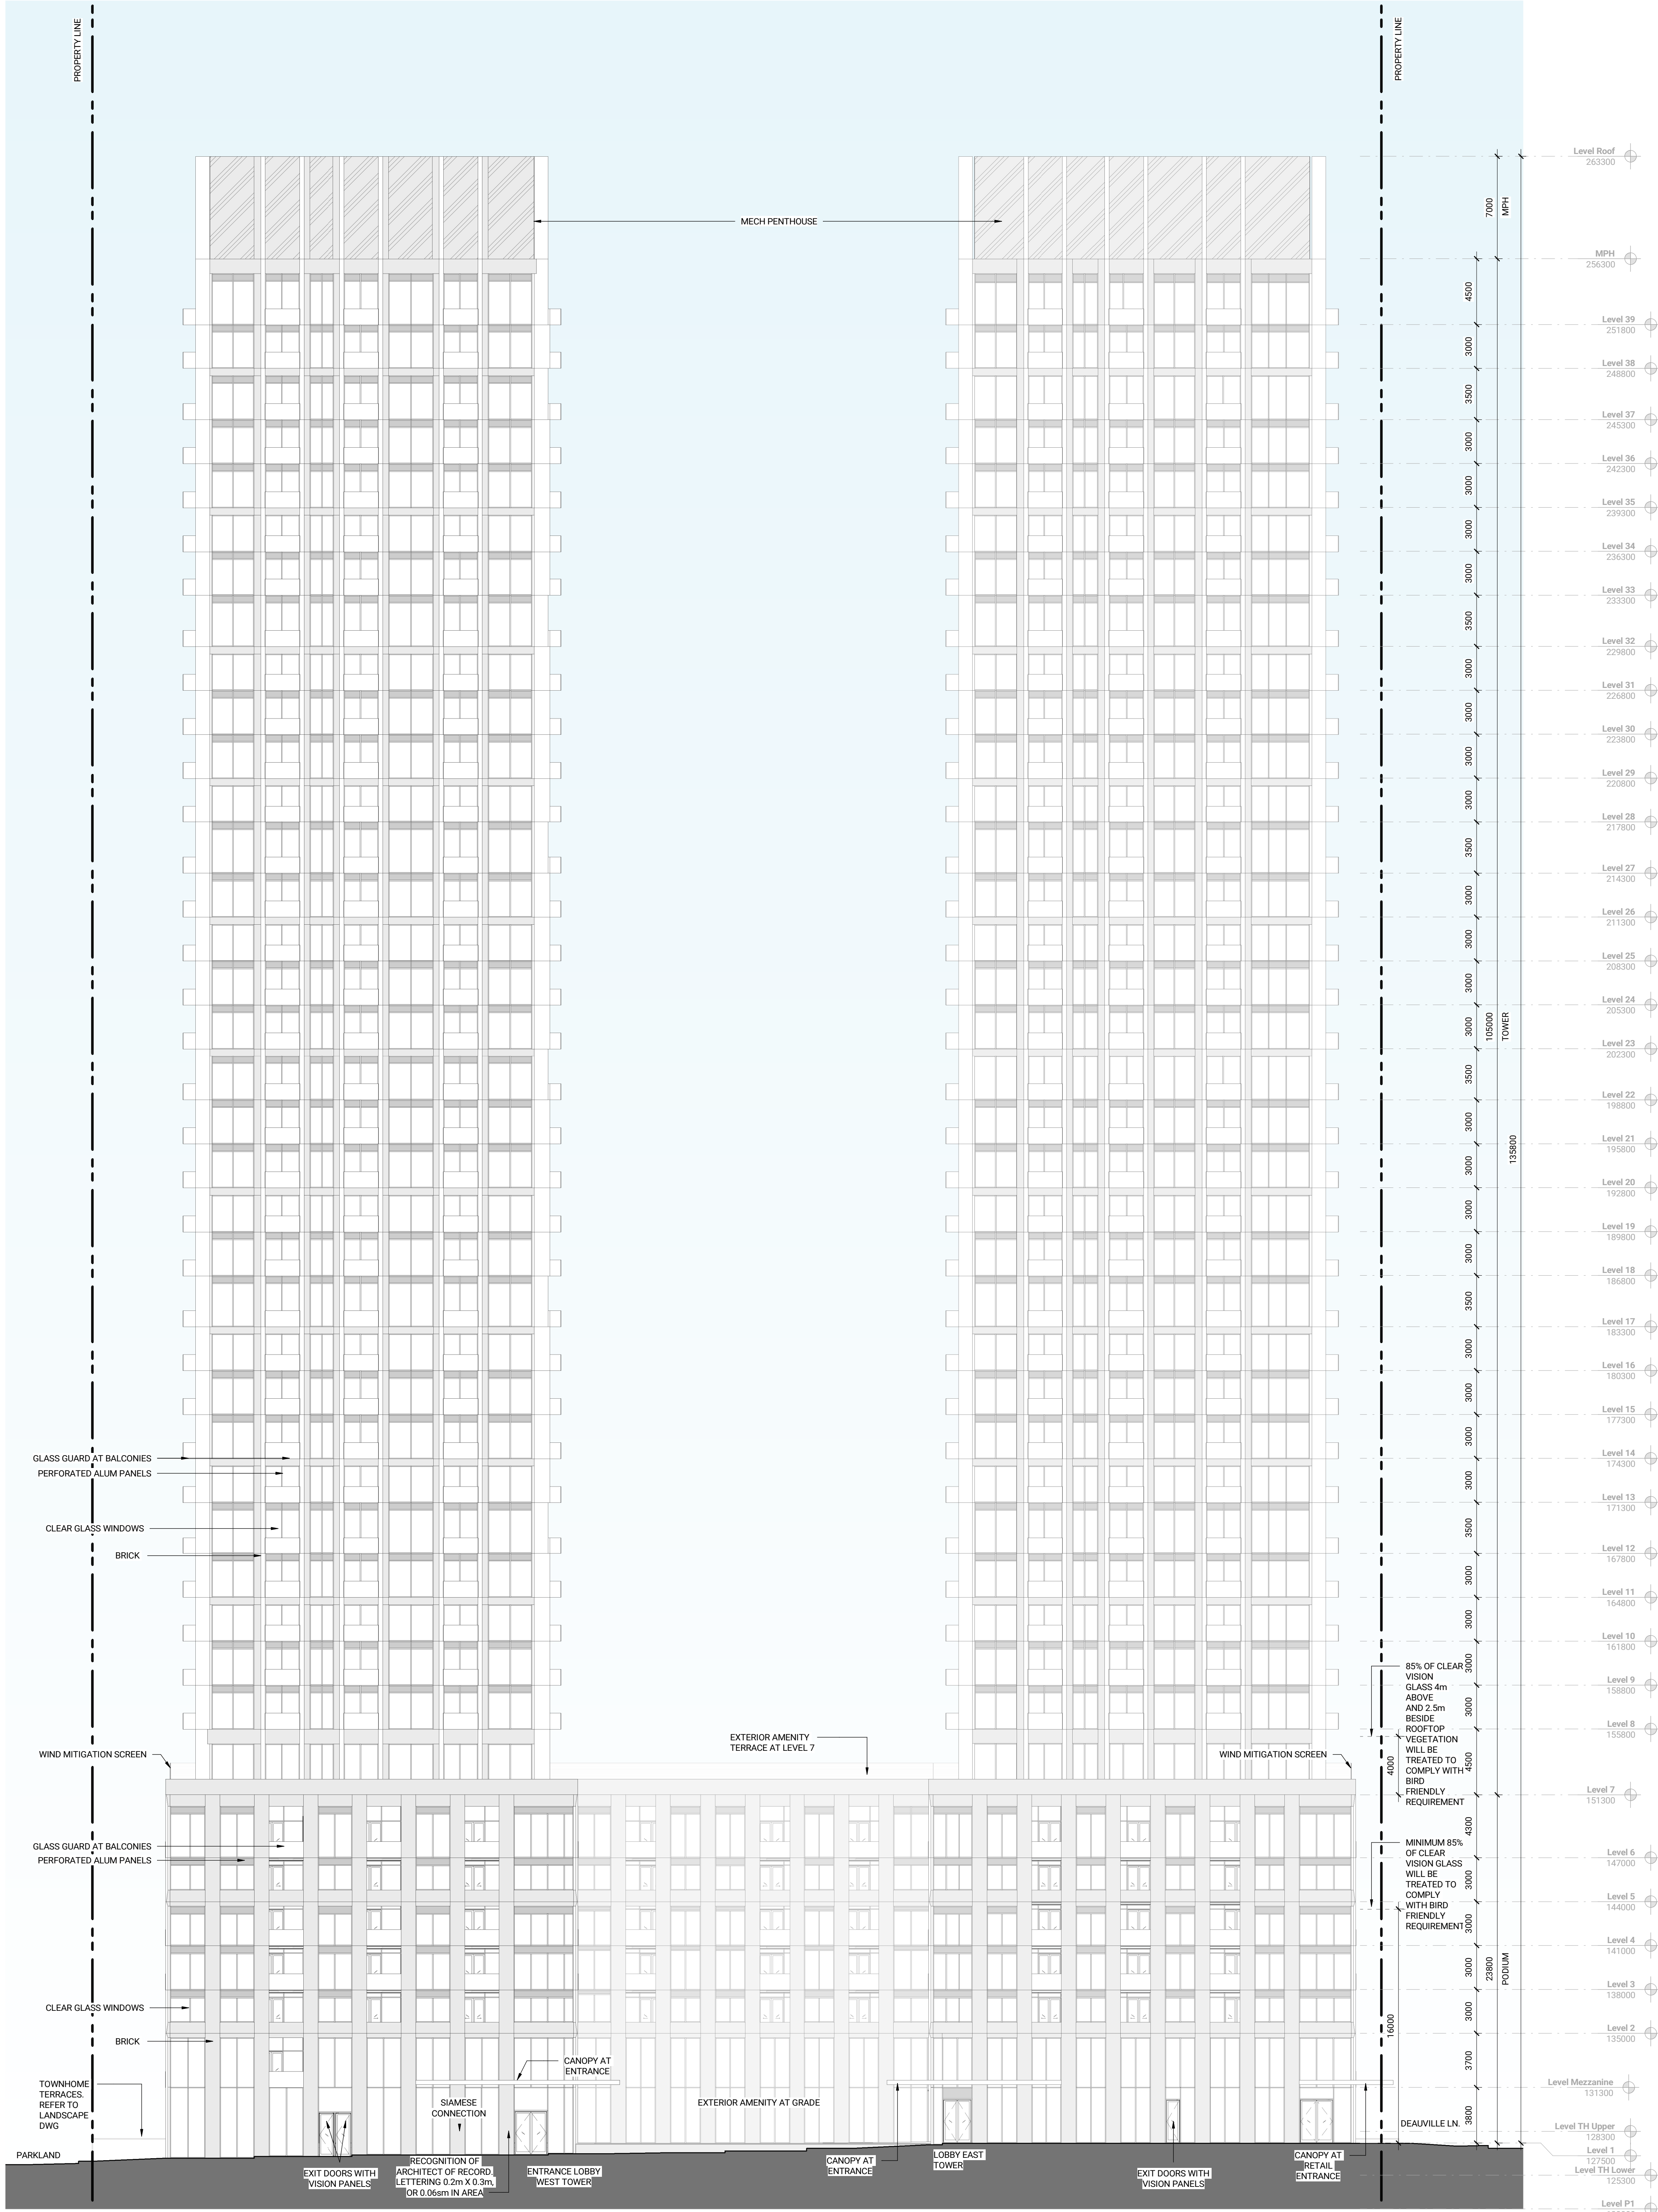 PROPERTY LINE
PROPERTY LINE
Level Roof
263300
7000
MPH
MECH PENTHOUSE
MPH
256300
4500
Level 39
251800
3000
Level 38
248800
3500
Level 37
245300
3000
Level 36
242300
3000
Level 35
239300
3000
Level 34
236300
3000
Level 33
233300
3500
Level 32
229800
3000
Level 31
226800
3000
Level 30
223800
3000
Level 29
220800
3000
Level 28
217800
3500
Level 27
214300
3000
Level 26
211300
3000
Level 25
208300
3000
Level 24
205300
3000
105000
TOWER
Level 23
202300
3500
Level 22
198800
3000
135800
Level 21
195800
3000
Level 20
192800
3000
Level 19
189800
3000
Level 18
186800
3500
Level 17
183300
3000
Level 16
180300
3000
Level 15
177300
3000
GLASS GUARD AT BALCONIES
Level 14
174300
PERFORATED ALUM PANELS
3000
Level 13
171300
3500
CLEAR GLASS WINDOWS
BRICK
Level 12
167800
3000
Level 11
164800
3000
Level 10
161800
3000
Level 9
158800
3000
Level 8
155800
85% OF CLEAR
VISION
GLASS 4m
ABOVE
AND 2.5m
BESIDE
ROOFTOP
VEGETATION
WILL BE
TREATED TO
COMPLY WITH
BIRD
FRIENDLY
REQUIREMENT
4000
4500
EXTERIOR AMENITY
TERRACE AT LEVEL 7
WIND MITIGATION SCREEN
WIND MITIGATION SCREEN
Level 7
151300
4300
GLASS GUARD AT BALCONIES
PERFORATED ALUM PANELS
MINIMUM 85%
OF CLEAR
VISION GLASS
WILL BE
TREATED TO
COMPLY
WITH BIRD
FRIENDLY
REQUIREMENT
Level 6
147000
3000
Level 5
144000
3000
Level 4
141000
3000
23800
PODIUM
Level 3
138000
3000
CLEAR GLASS WINDOWS
16000
Level 2
135000
BRICK
3700
CANOPY AT
ENTRANCE
Level Mezzanine
131300
TOWNHOME
TERRACES.
REFER TO
LANDSCAPE
DWG
SIAMESE
CONNECTION
EXTERIOR AMENITY AT GRADE
3800
DEAUVILLE LN.
Level TH Upper
128300
PARKLAND
Level 1
127500
Level TH Lower
125300
EXIT DOORS WITH
VISION PANELS
RECOGNITION OF
ARCHITECT OF RECORD,
LETTERING 0.2m X 0.3m,
OR 0.06sm IN AREA
ENTRANCE LOBBY
WEST TOWER
CANOPY AT
ENTRANCE
LOBBY EAST
TOWER
EXIT DOORS WITH
VISION PANELS
CANOPY AT
RETAIL
ENTRANCE
Level P1